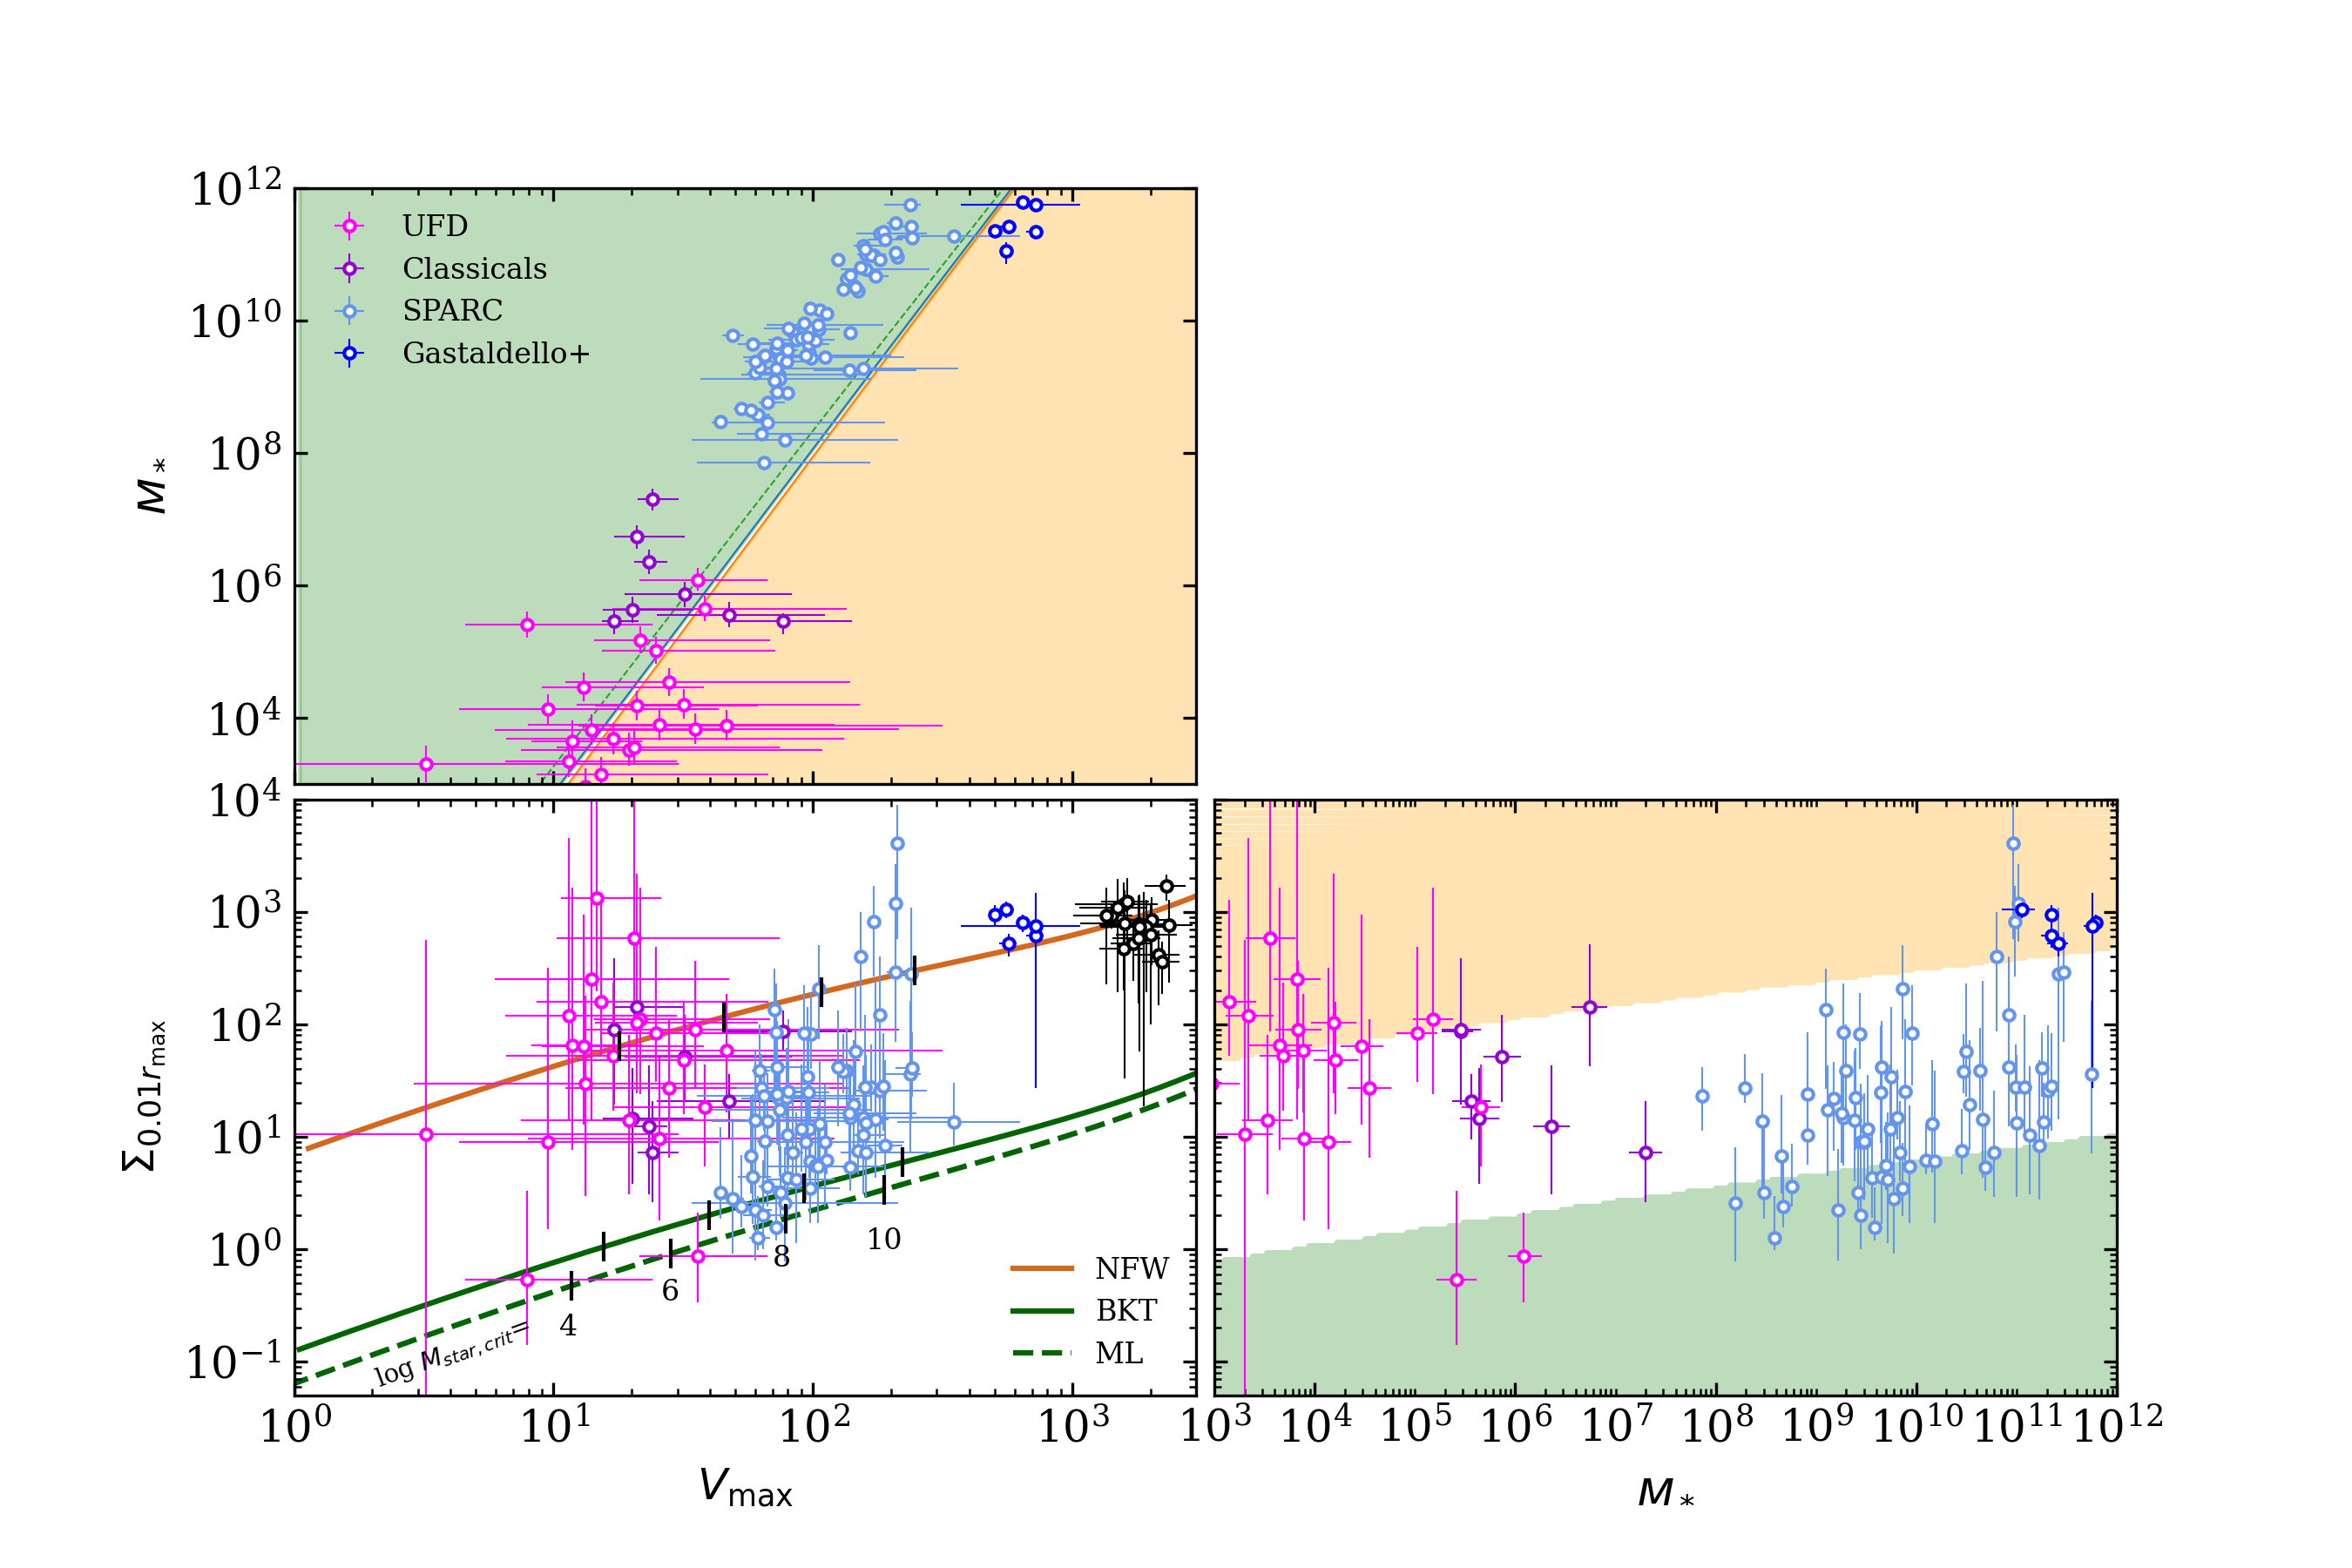 10^12
10^10
10^8
10^6
10^4
M_*
UFD
Classicals
SPARC
Gastaldello+
10^4
10^3
10^2
10^1
10^0
10^−1
Σ_0.01r_max
log M_star,crit=
4
6
8
10
NFW
BKT
ML
10^0 10^1 10^2 10^3
V_max
10^3 10^4 10^5 10^6 10^7 10^8 10^9 10^10 10^11 10^12
M_*